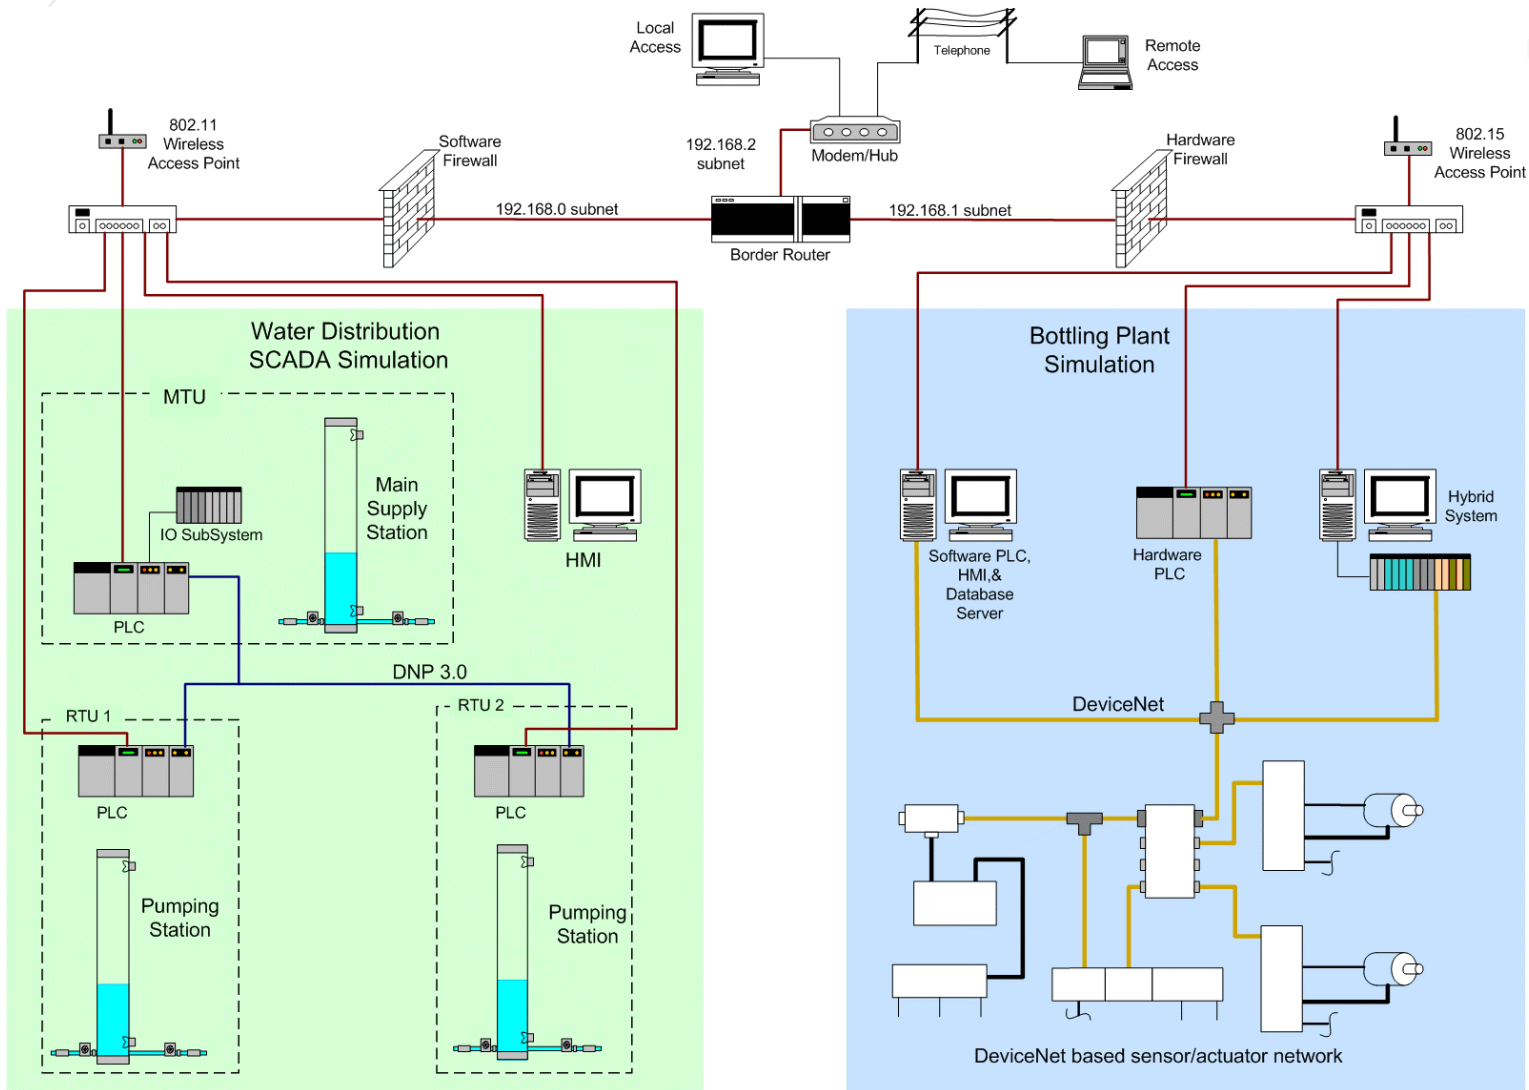 Local
Access
Telephone
Remote
Access
802.11
Wireless
Access Point
Software
Firewall
192.168.2
subnet
Modem/Hub
Hardware
Firewall
802.15
Wireless
Access Point
192.168.0 subnet
192.168.1 subnet
Border Router
Water Distribution
SCADA Simulation
MTU
Main
Supply
Station
IO SubSystem
PLC
HMI
DNP 3.0
RTU 1
PLC
Pumping
Station
RTU 2
PLC
Pumping
Station
Bottling Plant
Simulation
Software PLC,
HMI,&
Database
Server
Hardware
PLC
Hybrid
System
DeviceNet
DeviceNet based sensor/actuator network